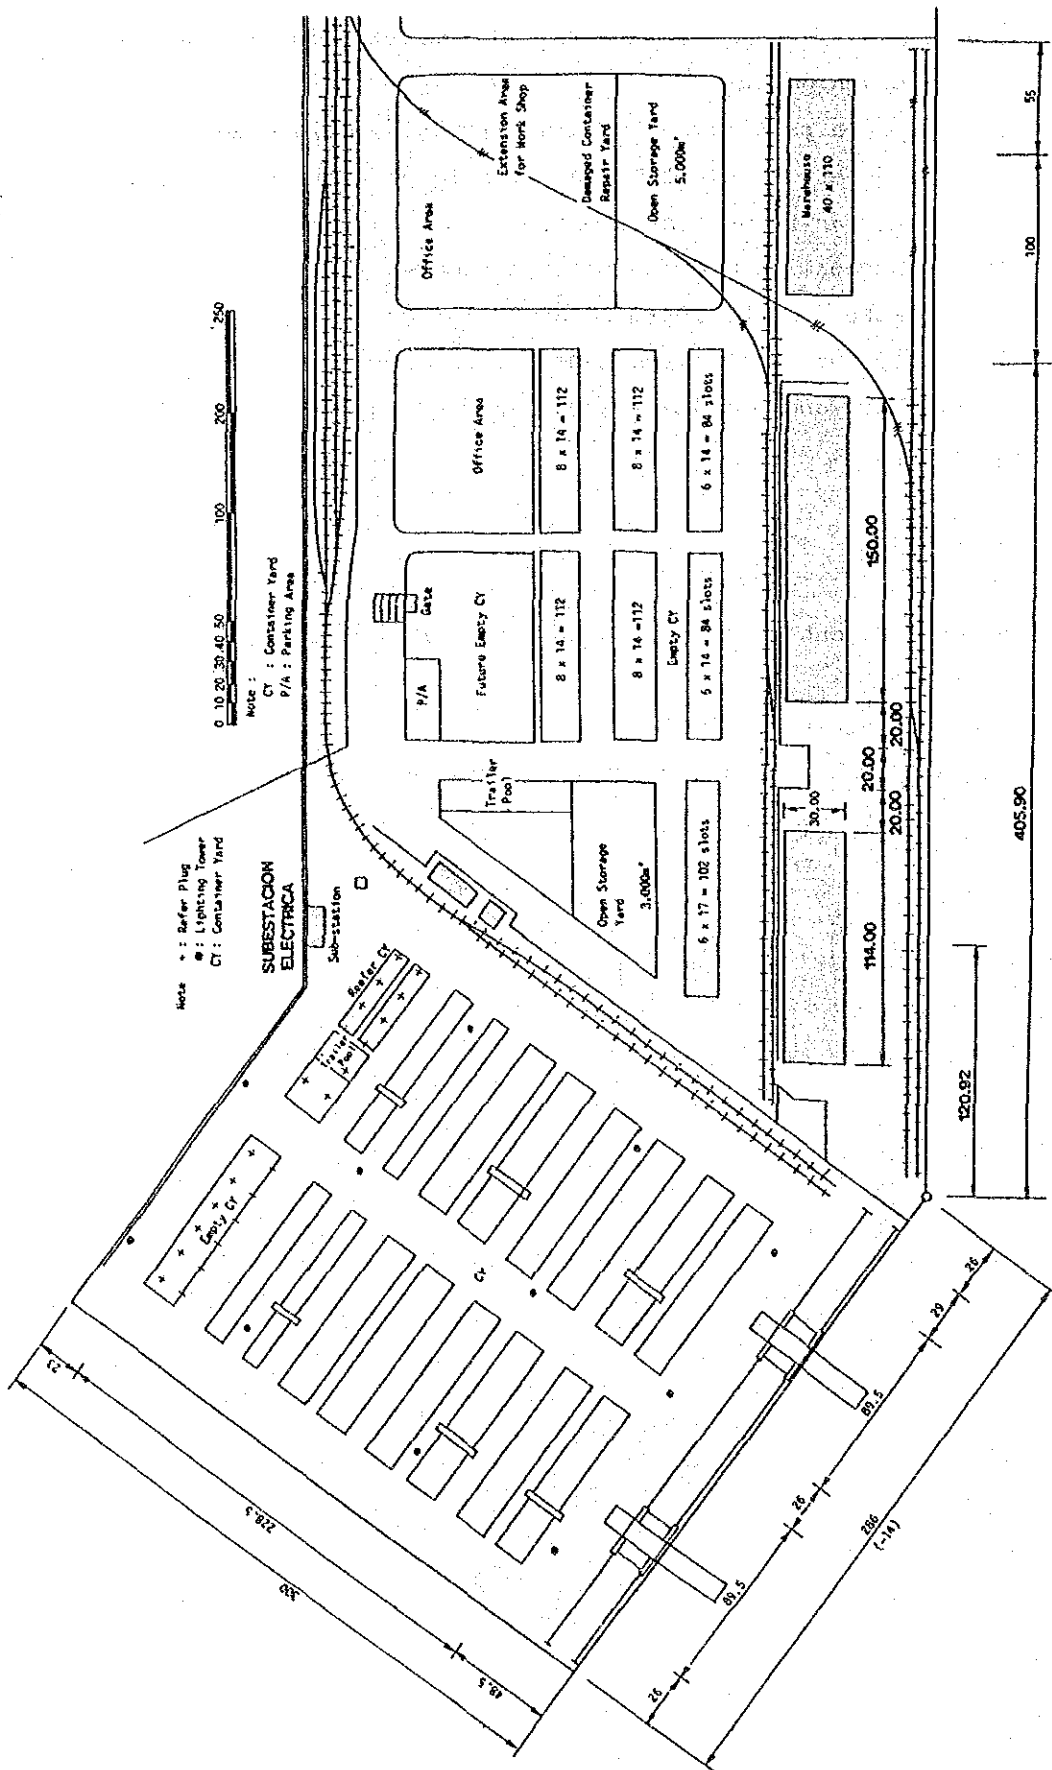 0 10 20 30 40 50 100 200 250
Note :
CY : Container Yard
P/A : Parking Area
Note + : Refer Plug
● : Lighting Tower
CY : Container Yard
SUBESTACION
ELECTRICA
Sub-station
Office Area
Extension Area
for Work Shop
Damaged Container
Repair Yard
Open Storage Yard
5.000m²
Warehouse
40 x 110
55
100
Office Area
8 x 14 = 112
8 x 14 = 112
6 x 14 = 84 slots
Gate
P/A
Future Empty CY
8 x 14 = 112
8 x 14 =112
Empty CY
6 x 14 = 84 slots
150.00
20.00
20.00
20.00
30.00
114.00
405.90
120.92
Trailer
Pool
Open Storage
Yard
3.000m²
6 x 17 = 102 slots
Reefer CY
Trailer
Pool
Empty CY
CY
23
228.5
300
48.5
26
89.5
26
89.5
29
26
286
(-14)